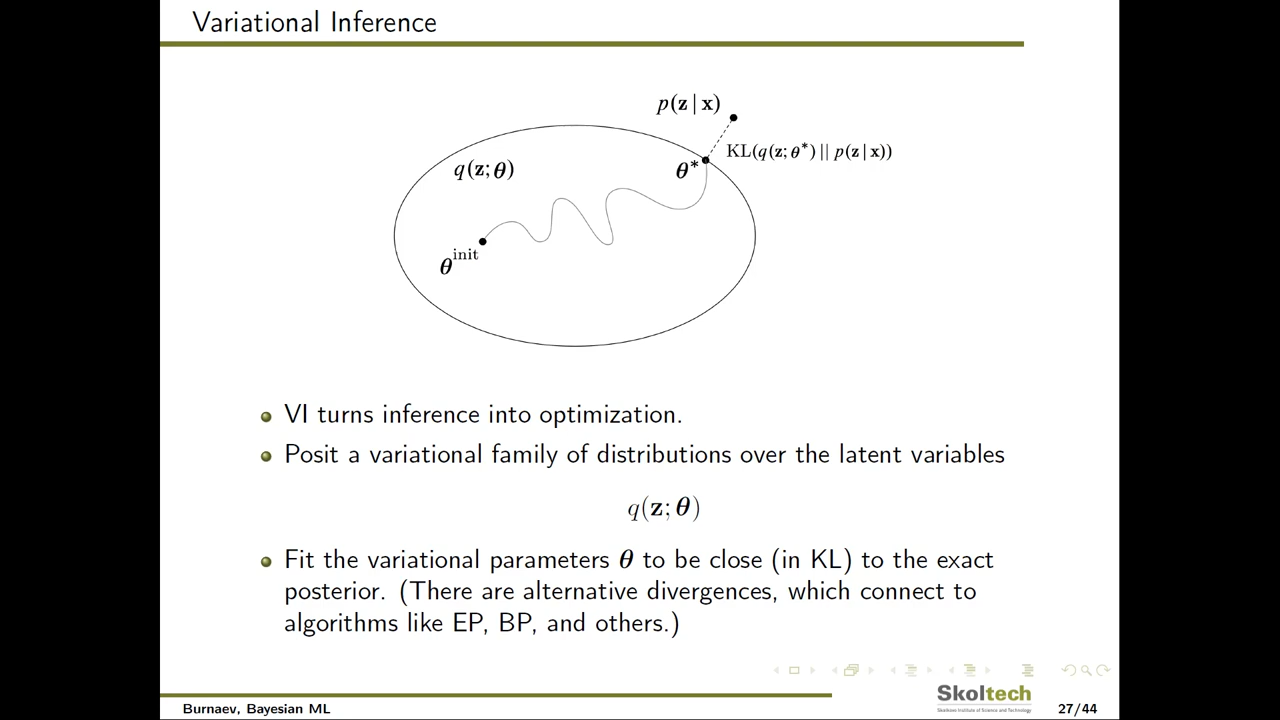 Variational Inference
p(z | x)
KL(q(z; θ*) || p(z | x))
q(z; θ)
θ*
θ^init
VI turns inference into optimization.
Posit a variational family of distributions over the latent variables
q(z; θ)
Fit the variational parameters θ to be close (in KL) to the exact
posterior. (There are alternative divergences, which connect to
algorithms like EP, BP, and others.)
Skoltech
Skolkovo Institute of Science and Technology
Burnaev, Bayesian ML
27/44